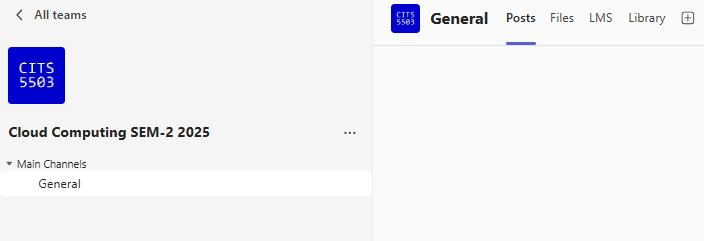 All teams
CITS
5503
Cloud Computing SEM-2 2025
Main Channels
General
CITS
5503
General
Posts
Files
LMS
Library